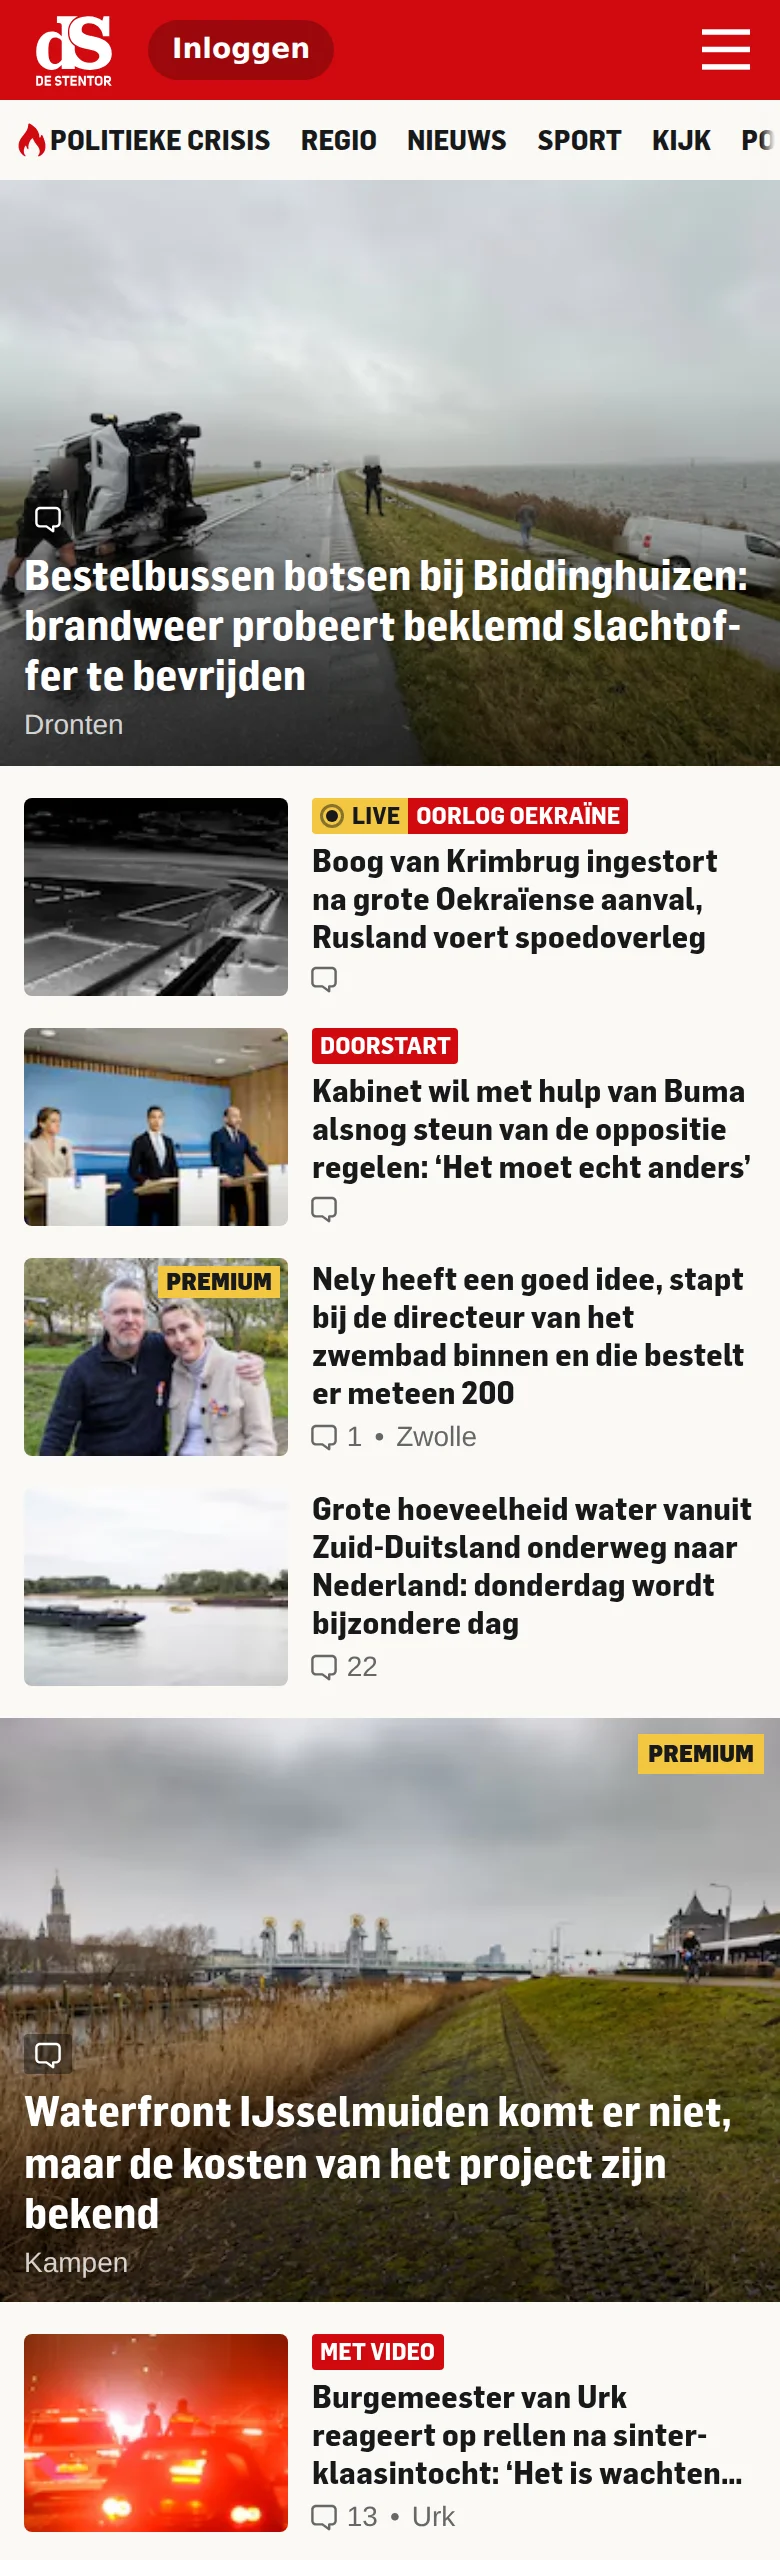 dS
DE STENTOR
Inloggen
POLITIEKE CRISIS REGIO NIEUWS SPORT KIJK PO
Bestelbussen botsen bij Biddinghuizen:
brandweer probeert beklemd slachtof-
fer te bevrijden
Dronten
LIVE OORLOG OEKRAÏNE
Boog van Krimbrug ingestort
na grote Oekraïense aanval,
Rusland voert spoedoverleg
DOORSTART
Kabinet wil met hulp van Buma
alsnog steun van de oppositie
regelen: ‘Het moet echt anders’
PREMIUM
Nely heeft een goed idee, stapt
bij de directeur van het
zwembad binnen en die bestelt
er meteen 200
1 • Zwolle
Grote hoeveelheid water vanuit
Zuid-Duitsland onderweg naar
Nederland: donderdag wordt
bijzondere dag
22
PREMIUM
Waterfront IJsselmuiden komt er niet,
maar de kosten van het project zijn
bekend
Kampen
MET VIDEO
Burgemeester van Urk
reageert op rellen na sinter-
klaasintocht: ‘Het is wachten...
13 • Urk